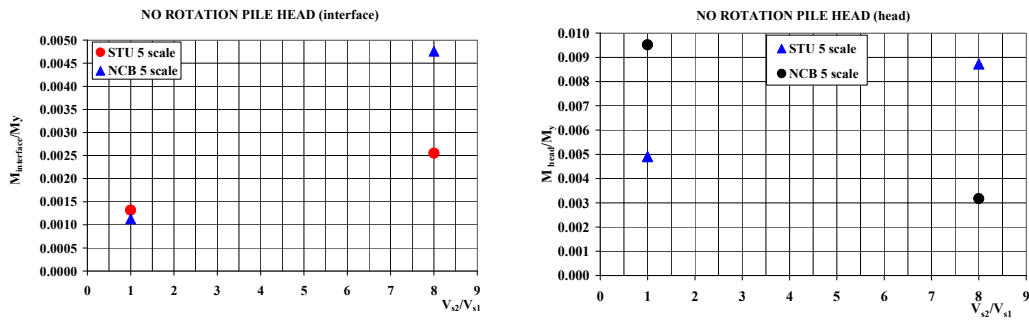 NO ROTATION PILE HEAD (interface)
0.0050
0.0045
0.0040
0.0035
0.0030
0.0025
0.0020
0.0015
0.0010
0.0005
0.0000
M interface/My
STU 5 scale
NCB 5 scale
0 1 2 3 4 5 6 7 8 9
Vs2/Vs1
NO ROTATION PILE HEAD (head)
0.010
0.009
0.008
0.007
0.006
0.005
0.004
0.003
0.002
0.001
0.000
M head/My
STU 5 scale
NCB 5 scale
0 1 2 3 4 5 6 7 8 9
Vs2/Vs1